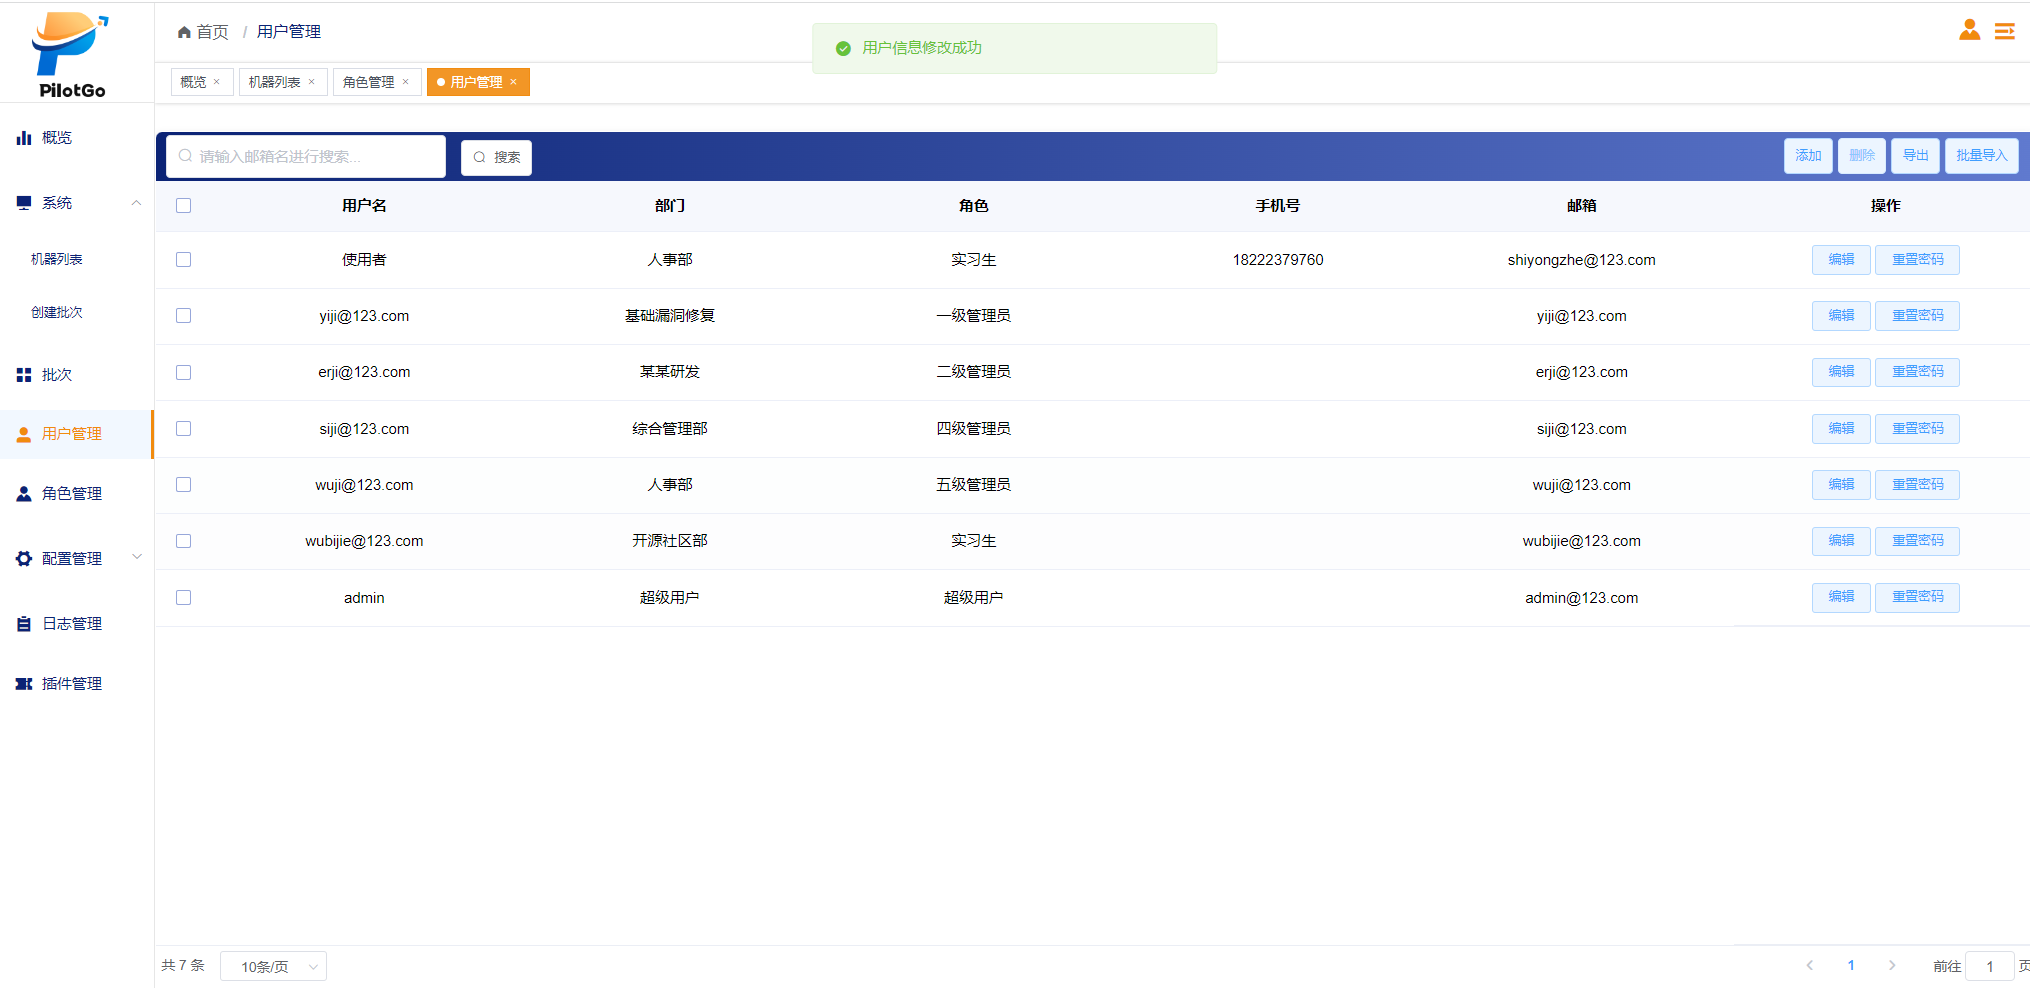 PilotGo
首页 / 用户管理
用户信息修改成功
概览 × 机器列表 × 角色管理 × 用户管理 ×
概览
系统
机器列表
创建批次
批次
用户管理
角色管理
配置管理
日志管理
插件管理
请输入邮箱名进行搜索... 搜索 添加 删除 导出 批量导入
用户名 部门 角色 手机号 邮箱 操作
使用者 人事部 实习生 18222379760 shiyongzhe@123.com 编辑 重置密码
yiji@123.com 基础漏洞修复 一级管理员 yiji@123.com 编辑 重置密码
erji@123.com 某某研发 二级管理员 erji@123.com 编辑 重置密码
siji@123.com 综合管理部 四级管理员 siji@123.com 编辑 重置密码
wuji@123.com 人事部 五级管理员 wuji@123.com 编辑 重置密码
wubijie@123.com 开源社区部 实习生 wubijie@123.com 编辑 重置密码
admin 超级用户 超级用户 admin@123.com 编辑 重置密码
共 7 条 10条/页 1 前往 1 页